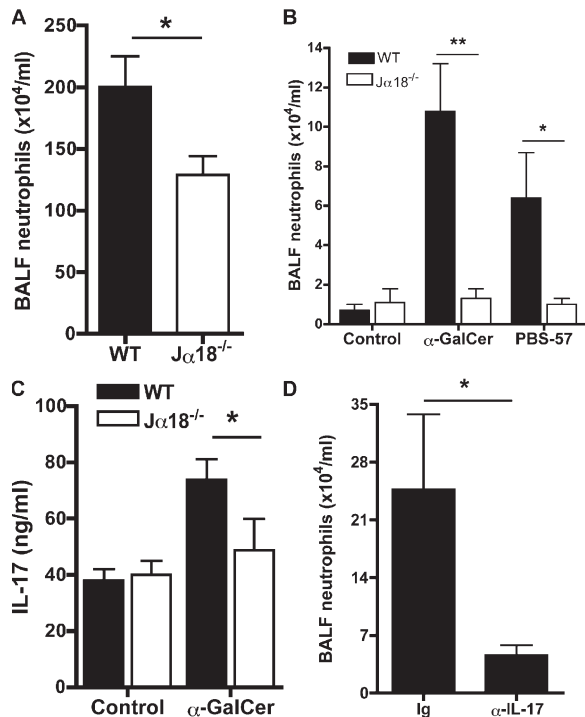 A
BALF neutrophils (x10⁴/ml)
250
200
150
100
50
0
*
WT
Jα18⁻/⁻
B
BALF neutrophils (x10⁴/ml)
14
12
10
8
6
4
2
0
WT
Jα18⁻/⁻
**
*
Control
α-GalCer
PBS-57
C
IL-17 (ng/ml)
100
80
60
40
20
0
WT
Jα18⁻/⁻
*
Control
α-GalCer
D
BALF neutrophils (x10⁴/ml)
35
28
21
14
7
0
*
Ig
α-IL-17